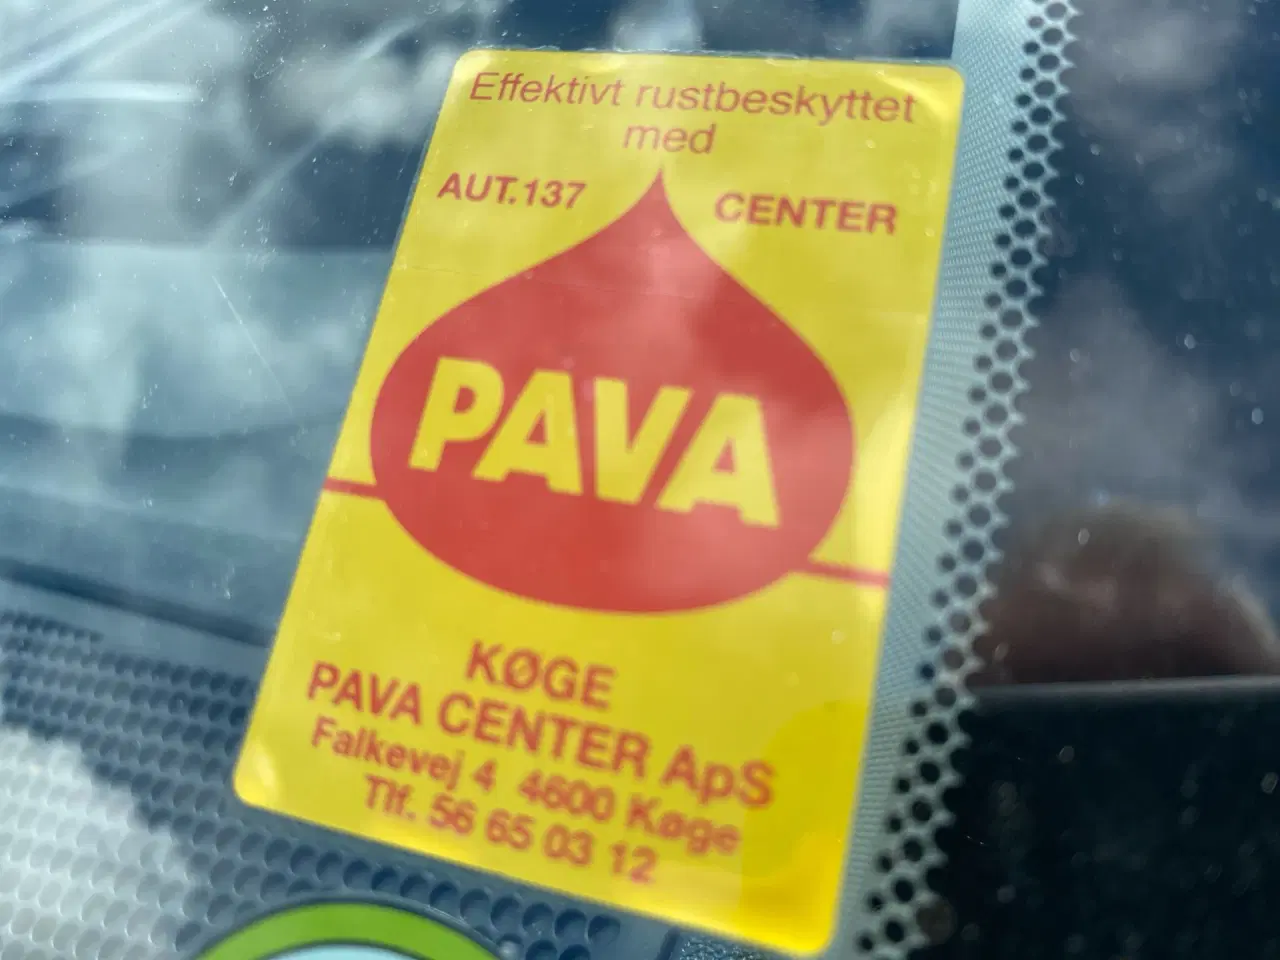 Effektivt rustbeskyttet
med
AUT.137 CENTER
PAVA
KØGE
PAVA CENTER ApS
Falkevej 4 4600 Køge
Tlf. 56 65 03 12